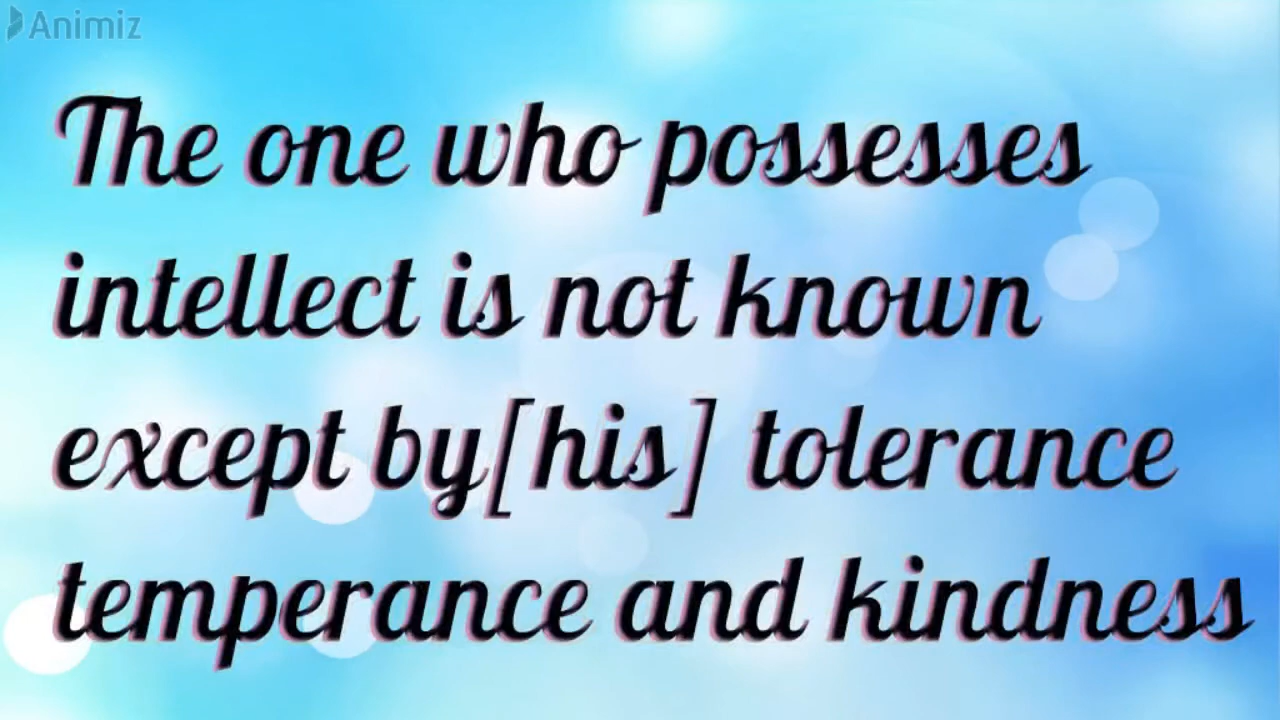 Animiz
The one who possesses
intellect is not known
except by[his] tolerance
temperance and kindness